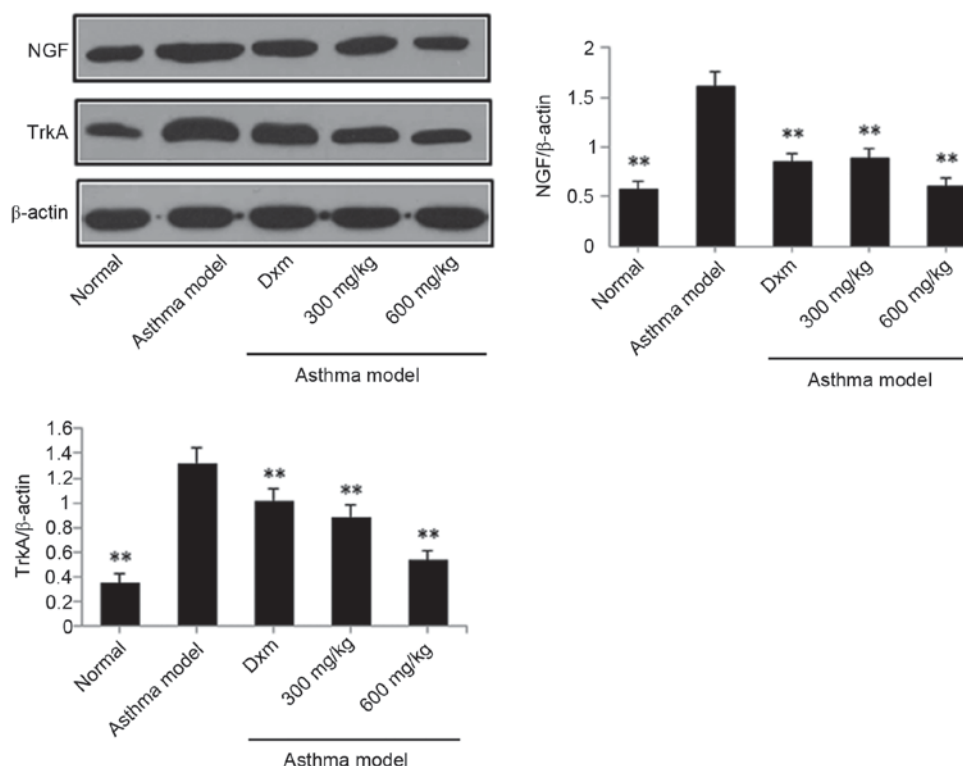 NGF
TrkA
β-actin
Normal
Asthma model
Dxm
300 mg/kg
600 mg/kg
Asthma model
NGF/β-actin
2
1.5
1
0.5
0
**
**
**
**
Normal
Asthma model
Dxm
300 mg/kg
600 mg/kg
Asthma model
TrkA/β-actin
1.6
1.4
1.2
1
0.8
0.6
0.4
0.2
0
**
**
**
**
Normal
Asthma model
Dxm
300 mg/kg
600 mg/kg
Asthma model